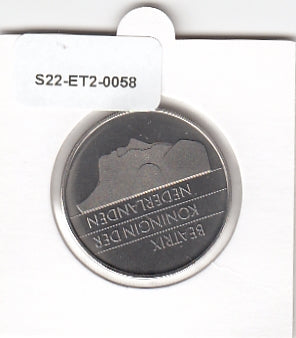 S22-ET2-0058
BEATRIX
KONINGIN DER
NEDERLANDEN